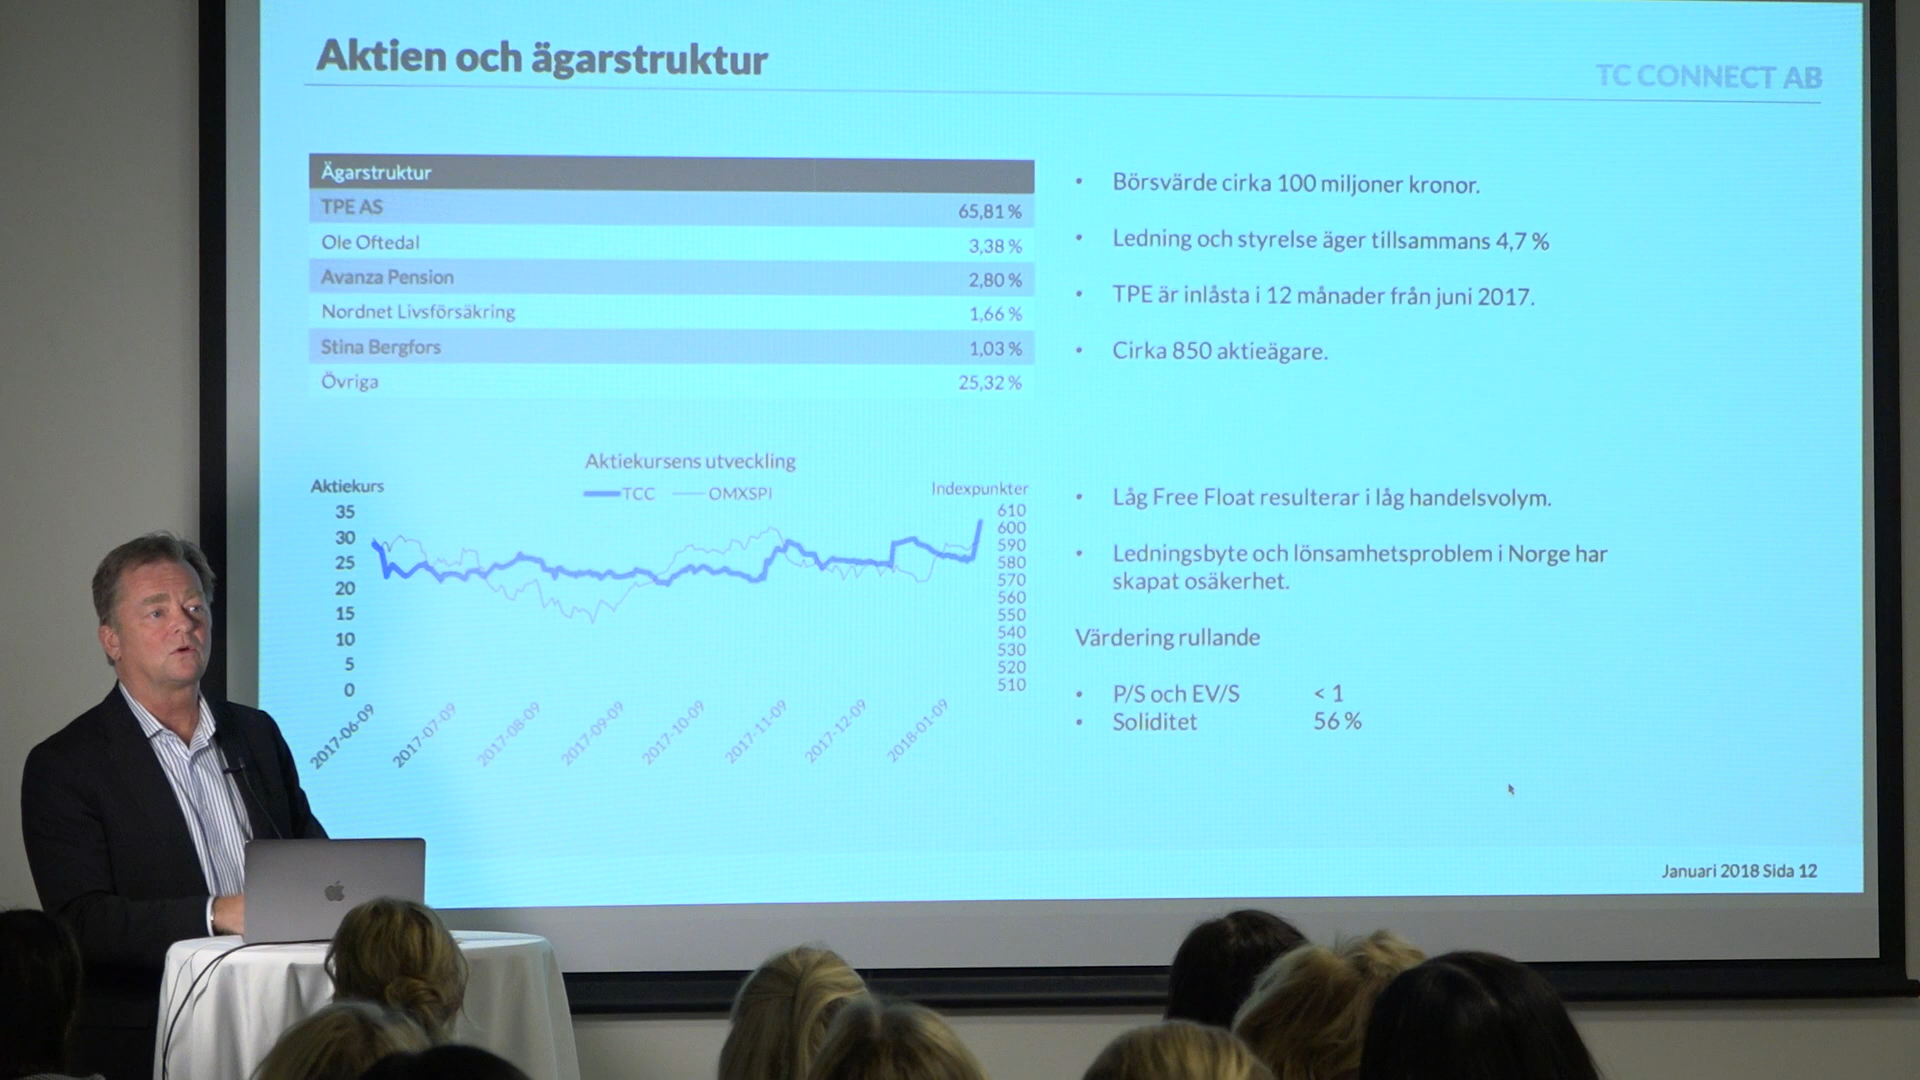 Aktien och ägarstruktur
TC CONNECT AB
Ägarstruktur
TPE AS 65,81 %
Ole Oftedal 3,38 %
Avanza Pension 2,80 %
Nordnet Livsförsäkring 1,66 %
Stina Bergfors 1,03 %
Övriga 25,32 %
• Börsvärde cirka 100 miljoner kronor.
• Ledning och styrelse äger tillsammans 4,7 %
• TPE är inlåsta i 12 månader från juni 2017.
• Cirka 850 aktieägare.
Aktiekursens utveckling
Aktiekurs
TCC OMXSPI
Indexpunkter
35
30
25
20
15
10
5
0
610
600
590
580
570
560
550
540
530
520
510
2017-06-09
2017-07-09
2017-08-09
2017-09-09
2017-10-09
2017-11-09
2017-12-09
2018-01-09
• Låg Free Float resulterar i låg handelsvolym.
• Ledningsbyte och lönsamhetsproblem i Norge har
skapat osäkerhet.
Värdering rullande
• P/S och EV/S < 1
• Soliditet 56 %
Januari 2018 Sida 12